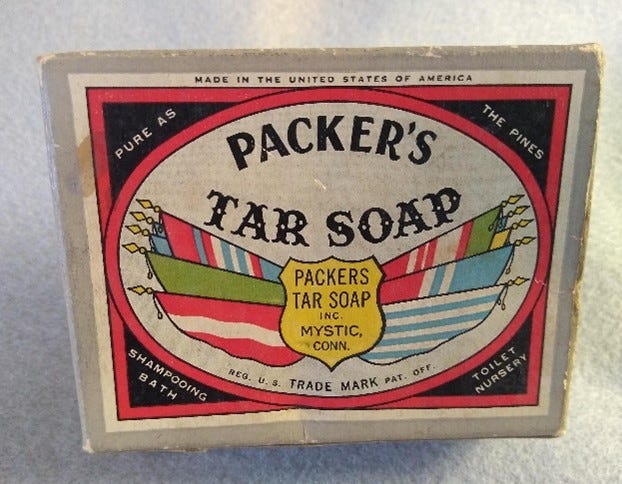 MADE IN THE UNITED STATES OF AMERICA
PURE AS
THE PINES
PACKER'S
TAR SOAP
PACKERS
TAR SOAP
INC.
MYSTIC,
CONN.
REG. U.S. TRADE MARK PAT. OFF.
SHAMPOOING
BATH
TOILET
NURSERY